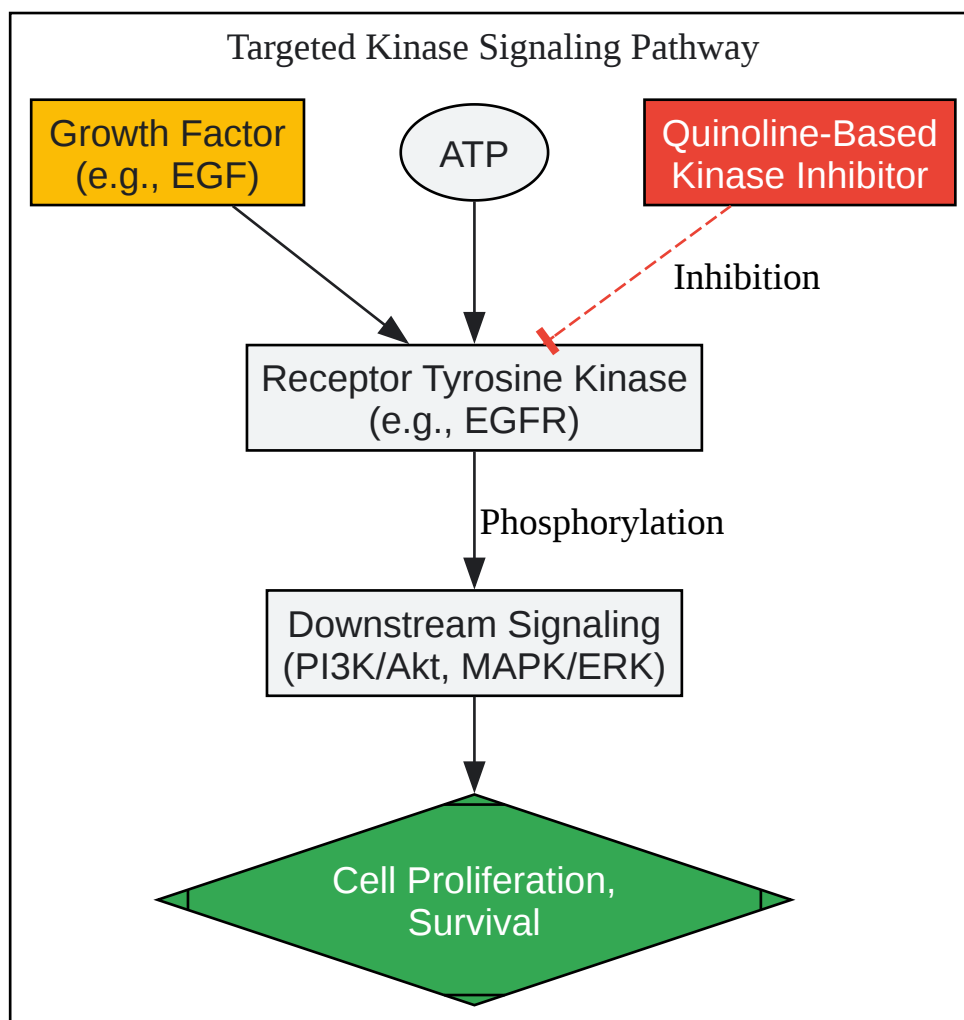 Targeted Kinase Signaling Pathway
Growth Factor
(e.g., EGF)
ATP
Quinoline-Based
Kinase Inhibitor
Inhibition
Receptor Tyrosine Kinase
(e.g., EGFR)
Phosphorylation
Downstream Signaling
(PI3K/Akt, MAPK/ERK)
Cell Proliferation,
Survival